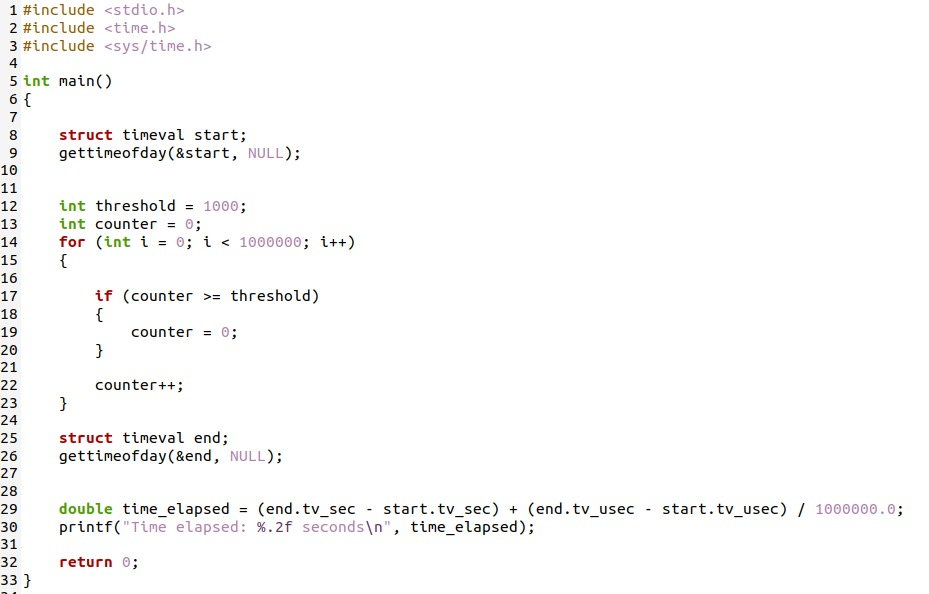 1 #include <stdio.h>
2 #include <time.h>
3 #include <sys/time.h>
4
5 int main()
6 {
7
8     struct timeval start;
9     gettimeofday(&start, NULL);
10
11
12     int threshold = 1000;
13     int counter = 0;
14     for (int i = 0; i < 1000000; i++)
15     {
16
17         if (counter >= threshold)
18         {
19             counter = 0;
20         }
21
22         counter++;
23     }
24
25     struct timeval end;
26     gettimeofday(&end, NULL);
27
28
29     double time_elapsed = (end.tv_sec - start.tv_sec) + (end.tv_usec - start.tv_usec) / 1000000.0;
30     printf("Time elapsed: %.2f seconds\n", time_elapsed);
31
32     return 0;
33 }